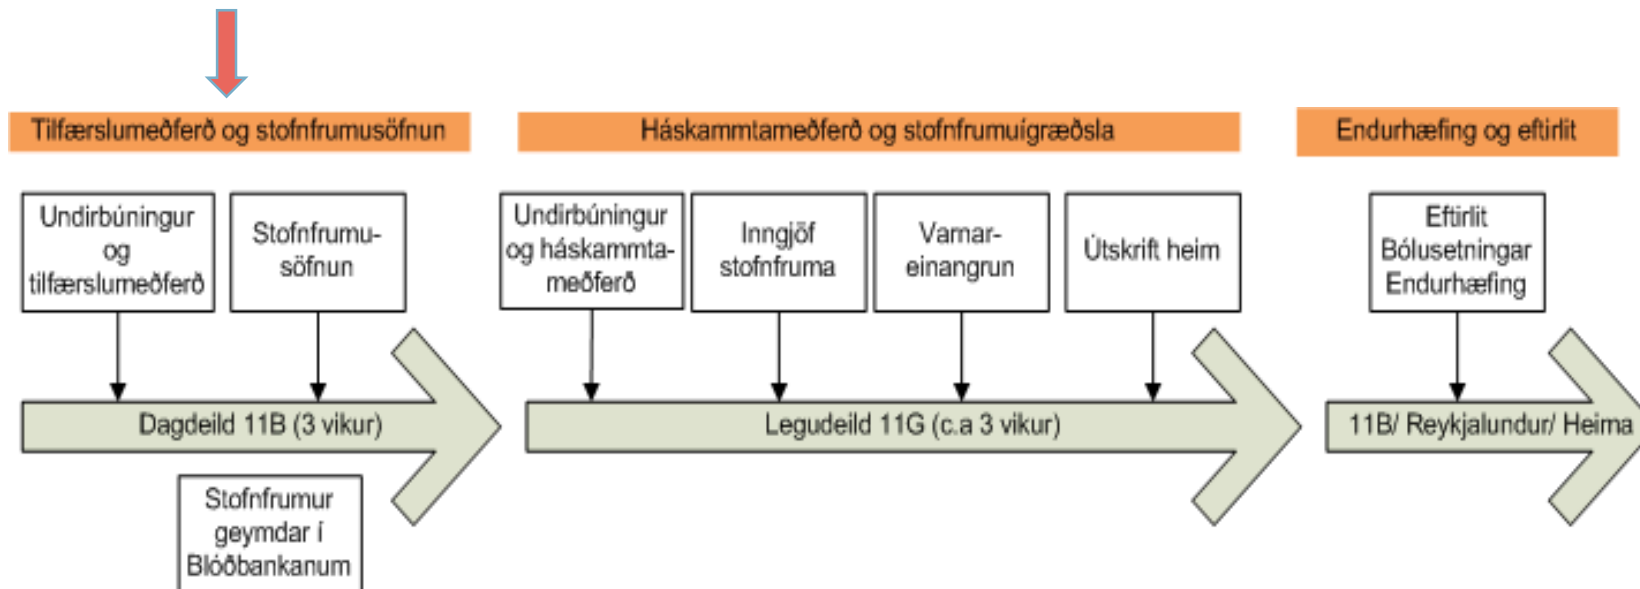 Tilfærslumeðferð og stofnfrumusöfnun
Háskammtameðferð og stofnfrumuígræðsla
Endurhæfing og eftirlit
Undirbúningur
og
tilfærslumeðferð
Stofnfrumu-
söfnun
Undirbúningur
og háskammta-
meðferð
Inngjöf
stofnfruma
Varnar-
einangrun
Útskrift heim
Eftirlit
Bólusetningar
Endurhæfing
Dagdeild 11B (3 vikur)
Legudeild 11G (c.a 3 vikur)
11B/ Reykjalundur/ Heima
Stofnfrumur
geymdar í
Blóðbankanum